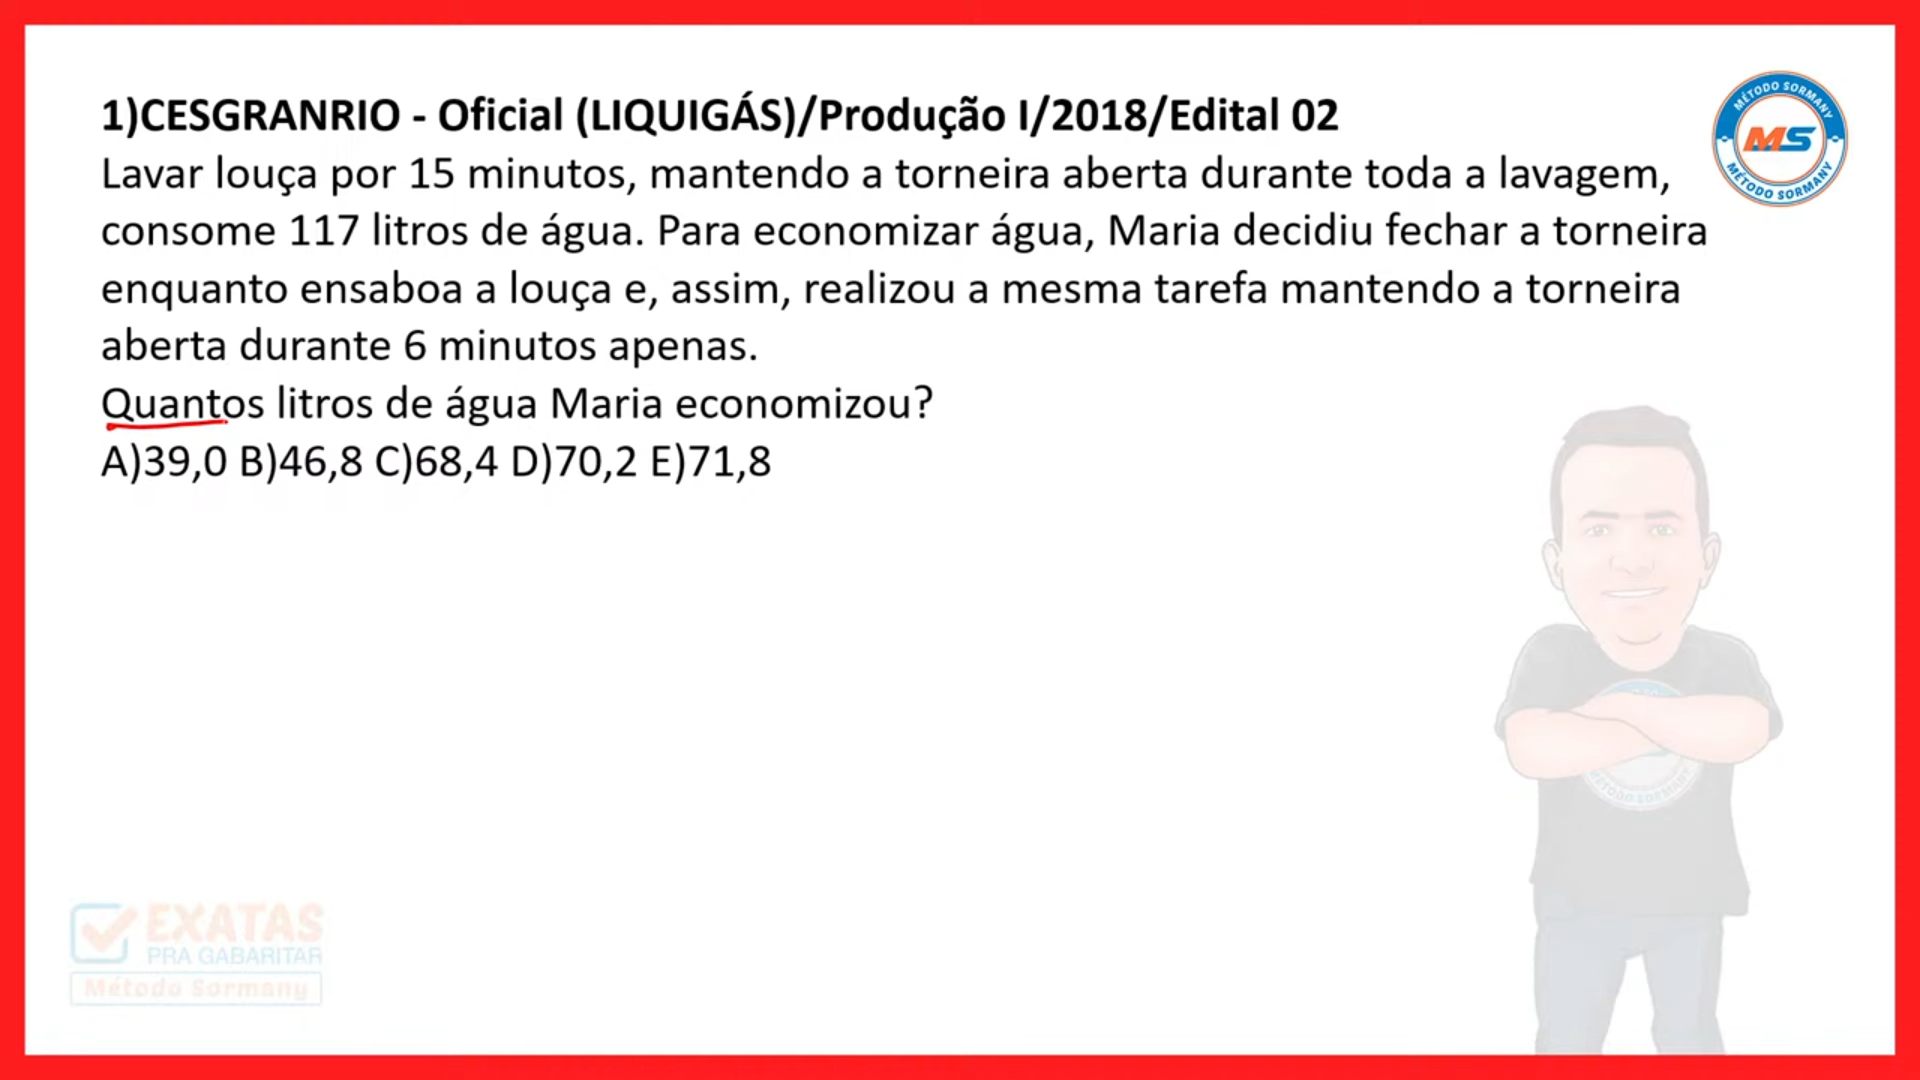 1)CESGRANRIO - Oficial (LIQUIGÁS)/Produção I/2018/Edital 02
Lavar louça por 15 minutos, mantendo a torneira aberta durante toda a lavagem,
consome 117 litros de água. Para economizar água, Maria decidiu fechar a torneira
enquanto ensaboa a louça e, assim, realizou a mesma tarefa mantendo a torneira
aberta durante 6 minutos apenas.
Quantos litros de água Maria economizou?
A)39,0 B)46,8 C)68,4 D)70,2 E)71,8
MÉTODO SORMANY
MS
MÉTODO SORMANY
MÉTODO SORMANY
EXATAS
PRA GABARITAR
Método Sormany